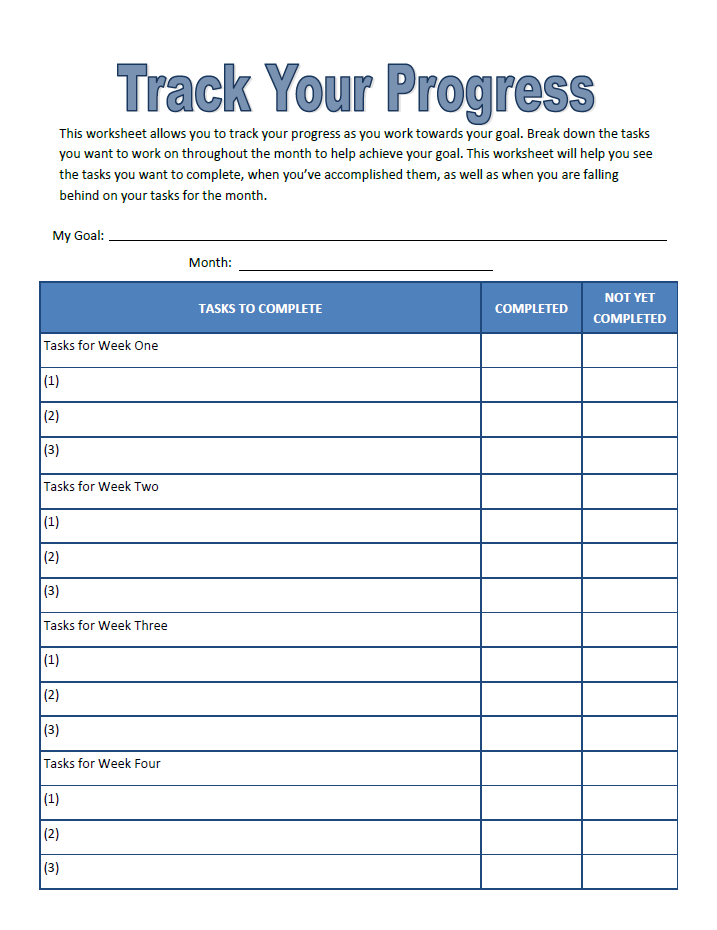 Track Your Progress
This worksheet allows you to track your progress as you work towards your goal. Break down the tasks
you want to work on throughout the month to help achieve your goal. This worksheet will help you see
the tasks you want to complete, when you’ve accomplished them, as well as when you are falling
behind on your tasks for the month.
My Goal:
Month:
TASKS TO COMPLETE
COMPLETED
NOT YET
COMPLETED
Tasks for Week One
(1)
(2)
(3)
Tasks for Week Two
(1)
(2)
(3)
Tasks for Week Three
(1)
(2)
(3)
Tasks for Week Four
(1)
(2)
(3)